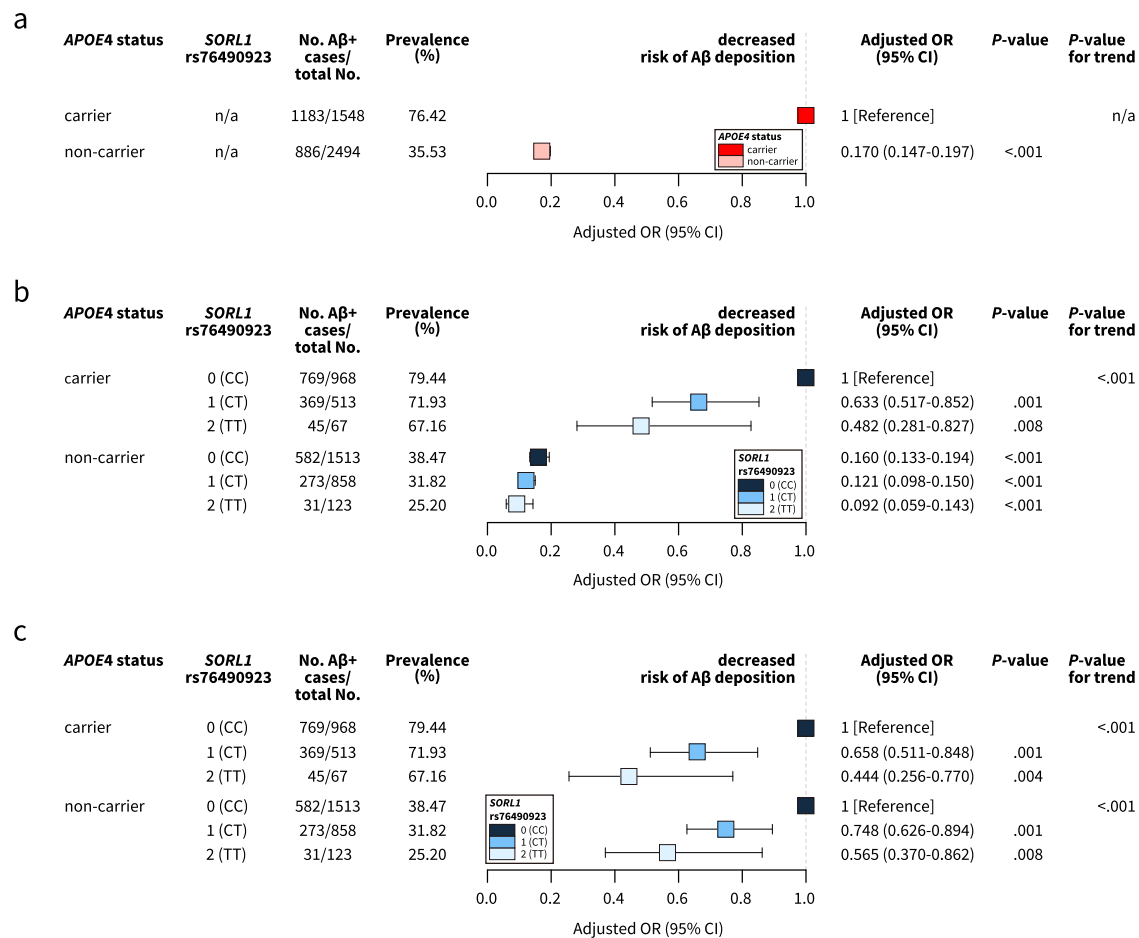 a
APOE4 status SORL1 No. Aβ+ Prevalence decreased Adjusted OR P-value P-value
rs76490923 cases/ (%) risk of Aβ deposition (95% CI) for trend
total No.
carrier n/a 1183/1548 76.42 1 [Reference] n/a
non-carrier n/a 886/2494 35.53 0.170 (0.147-0.197) <.001
APOE4 status
carrier
non-carrier
0.0 0.2 0.4 0.6 0.8 1.0
Adjusted OR (95% CI)
b
APOE4 status SORL1 No. Aβ+ Prevalence decreased Adjusted OR P-value P-value
rs76490923 cases/ (%) risk of Aβ deposition (95% CI) for trend
total No.
carrier 0 (CC) 769/968 79.44 1 [Reference] <.001
1 (CT) 369/513 71.93 0.633 (0.517-0.852) .001
2 (TT) 45/67 67.16 0.482 (0.281-0.827) .008
non-carrier 0 (CC) 582/1513 38.47 0.160 (0.133-0.194) <.001
1 (CT) 273/858 31.82 0.121 (0.098-0.150) <.001
2 (TT) 31/123 25.20 0.092 (0.059-0.143) <.001
SORL1
rs76490923
0 (CC)
1 (CT)
2 (TT)
0.0 0.2 0.4 0.6 0.8 1.0
Adjusted OR (95% CI)
c
APOE4 status SORL1 No. Aβ+ Prevalence decreased Adjusted OR P-value P-value
rs76490923 cases/ (%) risk of Aβ deposition (95% CI) for trend
total No.
carrier 0 (CC) 769/968 79.44 1 [Reference] <.001
1 (CT) 369/513 71.93 0.658 (0.511-0.848) .001
2 (TT) 45/67 67.16 0.444 (0.256-0.770) .004
non-carrier 0 (CC) 582/1513 38.47 1 [Reference] <.001
1 (CT) 273/858 31.82 0.748 (0.626-0.894) .001
2 (TT) 31/123 25.20 0.565 (0.370-0.862) .008
SORL1
rs76490923
0 (CC)
1 (CT)
2 (TT)
0.0 0.2 0.4 0.6 0.8 1.0
Adjusted OR (95% CI)